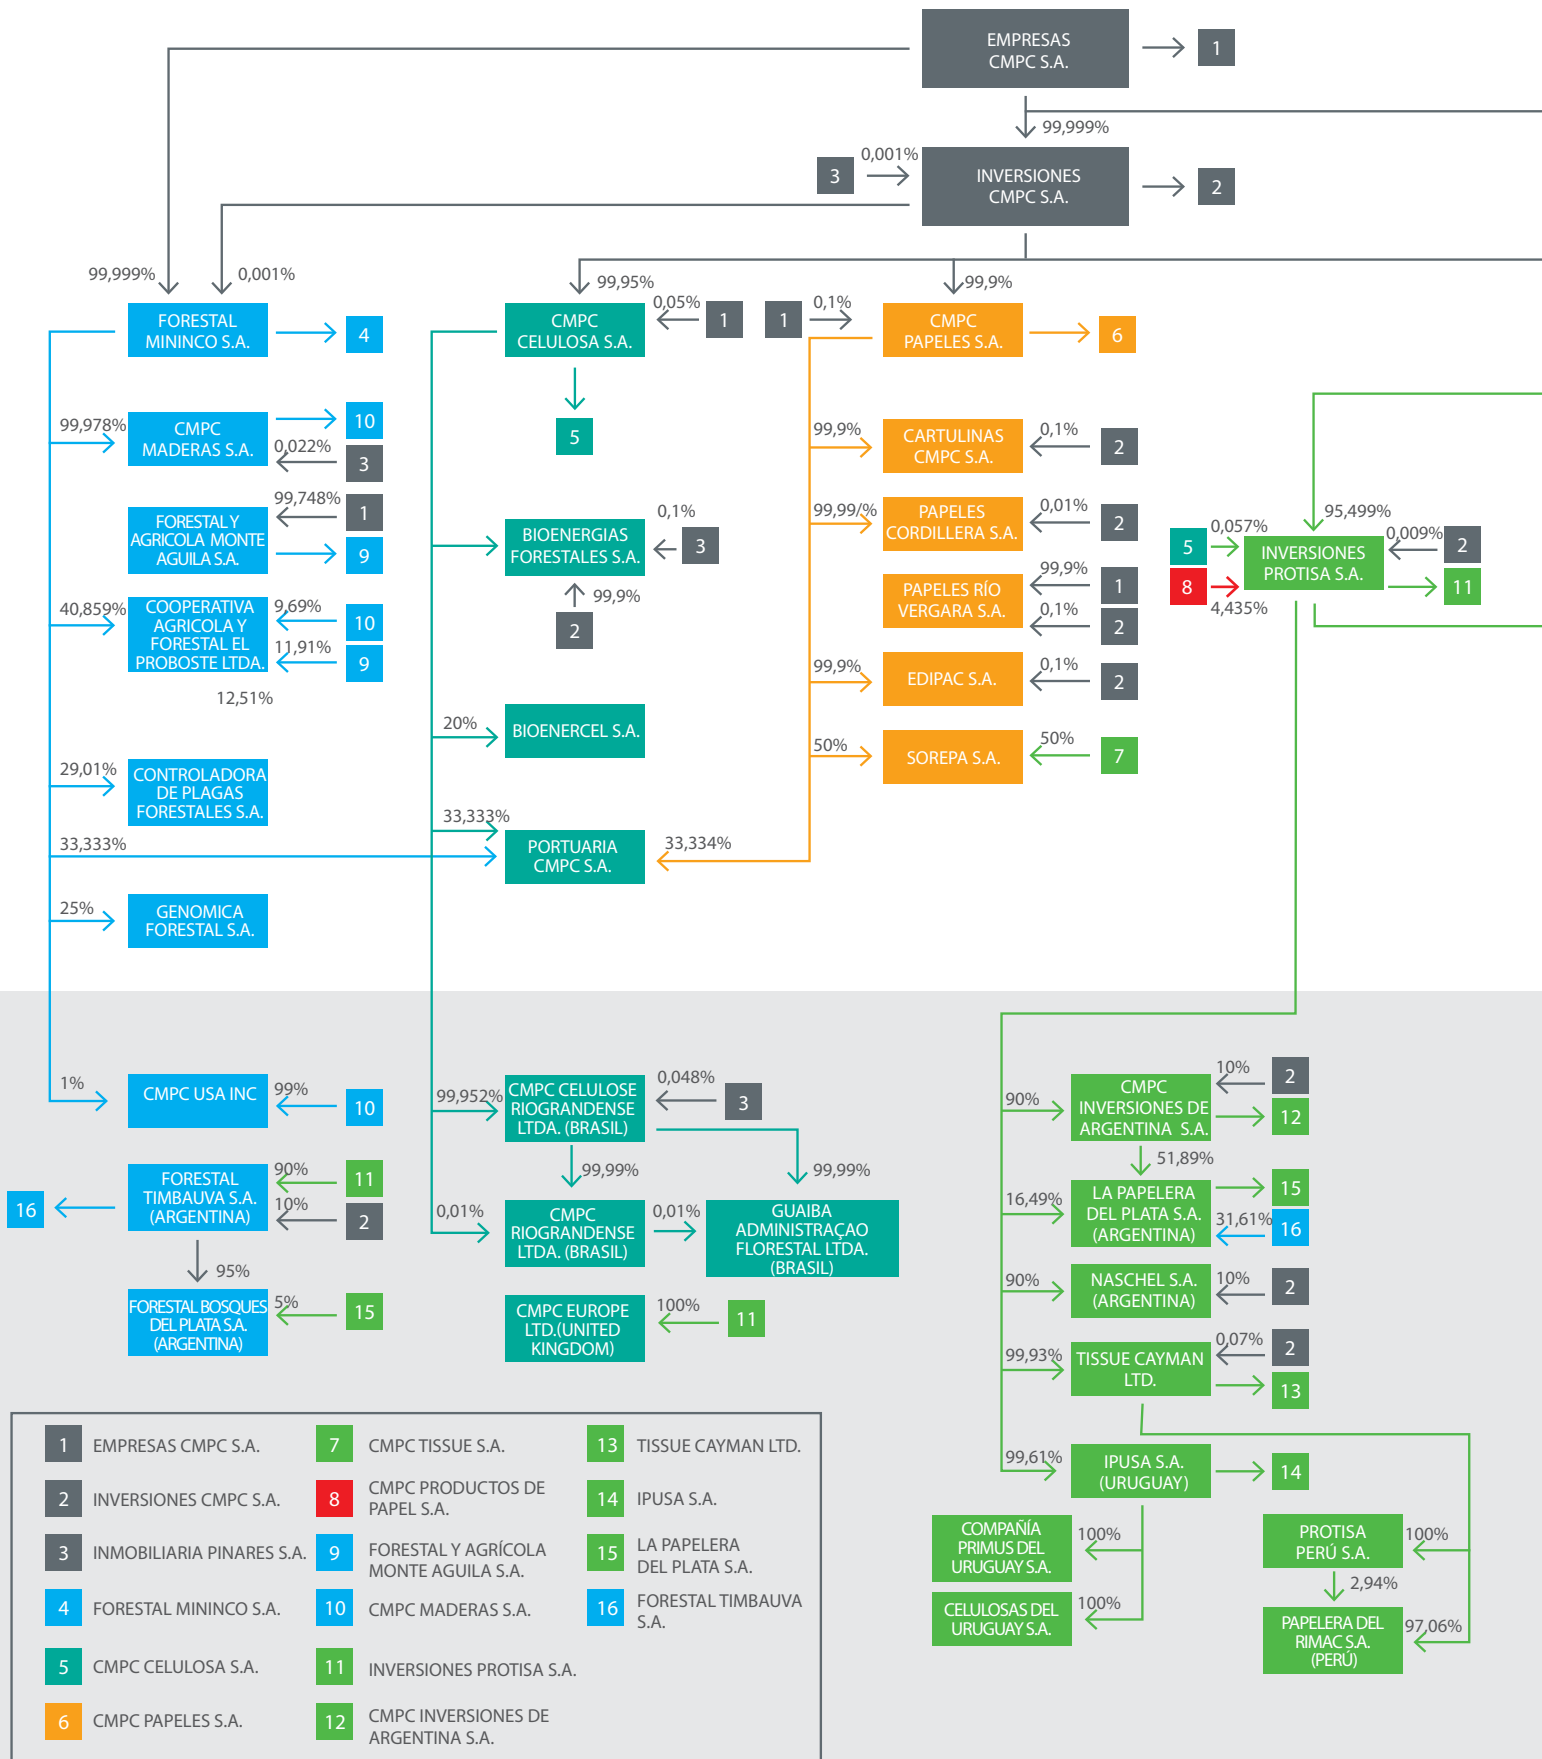 EMPRESAS
CMPC S.A.
1
99,999%
3
0,001%
INVERSIONES
CMPC S.A.
2
99,999%
0,001%
99,95%
99,9%
FORESTAL
MININCO S.A.
4
CMPC
CELULOSA S.A.
0,05%
1
1
0,1%
CMPC
PAPELES S.A.
6
5
99,978%
CMPC
MADERAS S.A.
10
0,022%
3
FORESTAL Y
AGRICOLA MONTE
AGUILA S.A.
99,748%
1
9
40,859%
COOPERATIVA
AGRICOLA Y
FORESTAL EL
PROBOSTE LTDA.
9,69%
10
11,91%
9
12,51%
29,01%
CONTROLADORA
DE PLAGAS
FORESTALES S.A.
33,333%
25%
GENOMICA
FORESTAL S.A.
BIOENERGIAS
FORESTALES S.A.
0,1%
3
99,9%
2
20%
BIOENERCEL S.A.
33,333%
PORTUARIA
CMPC S.A.
33,334%
99,9%
CARTULINAS
CMPC S.A.
0,1%
2
99,99/%
PAPELES
CORDILLERA S.A.
0,01%
2
PAPELES RÍO
VERGARA S.A.
99,9%
1
0,1%
2
99,9%
EDIPAC S.A.
0,1%
2
50%
SOREPA S.A.
50%
7
95,499%
5
0,057%
8
4,435%
INVERSIONES
PROTISA S.A.
0,009%
2
11
1%
CMPC USA INC
99%
10
16
FORESTAL
TIMBAUVA S.A.
(ARGENTINA)
90%
11
10%
2
95%
FORESTAL BOSQUES
DEL PLATA S.A.
(ARGENTINA)
5%
15
99,952%
CMPC CELULOSE
RIOGRANDENSE
LTDA. (BRASIL)
0,048%
3
99,99%
99,99%
0,01%
CMPC
RIOGRANDENSE
LTDA. (BRASIL)
0,01%
GUAIBA
ADMINISTRAÇAO
FLORESTAL LTDA.
(BRASIL)
CMPC EUROPE
LTD.(UNITED
KINGDOM)
100%
11
90%
CMPC
INVERSIONES DE
ARGENTINA S.A.
10%
2
12
51,89%
16,49%
LA PAPELERA
DEL PLATA S.A.
(ARGENTINA)
15
31,61%
16
90%
NASCHEL S.A.
(ARGENTINA)
10%
2
99,93%
TISSUE CAYMAN
LTD.
0,07%
2
13
99,61%
IPUSA S.A.
(URUGUAY)
14
COMPAÑÍA
PRIMUS DEL
URUGUAY S.A.
100%
CELULOSAS DEL
URUGUAY S.A.
100%
PROTISA
PERÚ S.A.
100%
2,94%
PAPELERA DEL
RIMAC S.A.
(PERÚ)
97,06%
1 EMPRESAS CMPC S.A.
2 INVERSIONES CMPC S.A.
3 INMOBILIARIA PINARES S.A.
4 FORESTAL MININCO S.A.
5 CMPC CELULOSA S.A.
6 CMPC PAPELES S.A.
7 CMPC TISSUE S.A.
8 CMPC PRODUCTOS DE
PAPEL S.A.
9 FORESTAL Y AGRÍCOLA
MONTE AGUILA S.A.
10 CMPC MADERAS S.A.
11 INVERSIONES PROTISA S.A.
12 CMPC INVERSIONES DE
ARGENTINA S.A.
13 TISSUE CAYMAN LTD.
14 IPUSA S.A.
15 LA PAPELERA
DEL PLATA S.A.
16 FORESTAL TIMBAUVA
S.A.